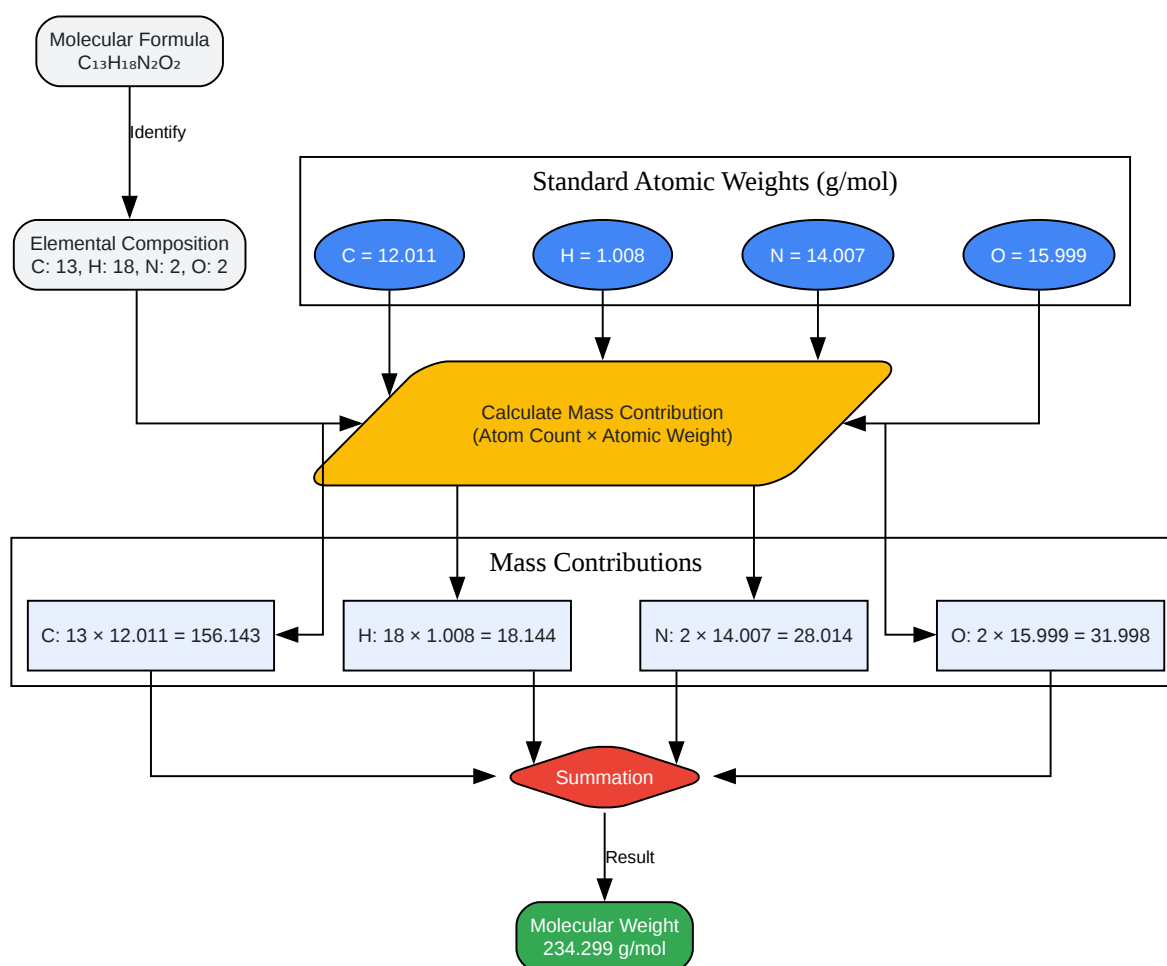 Molecular Formula
C₁₃H₁₈N₂O₂
Identify
Elemental Composition
C: 13, H: 18, N: 2, O: 2
Standard Atomic Weights (g/mol)
C = 12.011
H = 1.008
N = 14.007
O = 15.999
Calculate Mass Contribution
(Atom Count × Atomic Weight)
Mass Contributions
C: 13 × 12.011 = 156.143
H: 18 × 1.008 = 18.144
N: 2 × 14.007 = 28.014
O: 2 × 15.999 = 31.998
Summation
Result
Molecular Weight
234.299 g/mol